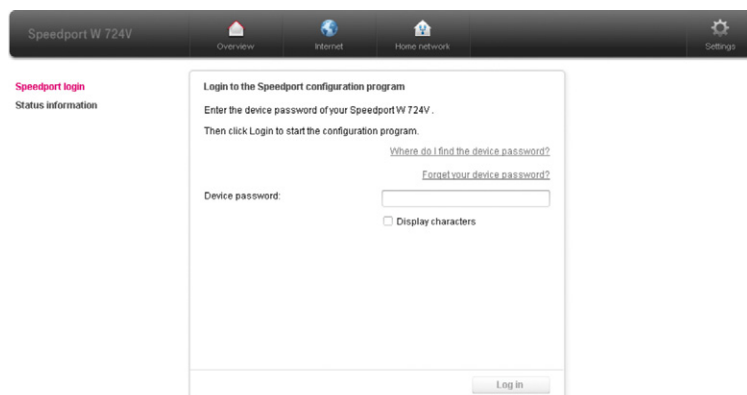 Speedport W 724V
Overview
Internet
Home network
Settings
Speedport login
Status information
Login to the Speedport configuration program
Enter the device password of your Speedport W 724V .
Then click Login to start the configuration program.
Where do I find the device password?
Forget your device password?
Device password:
Display characters
Log in